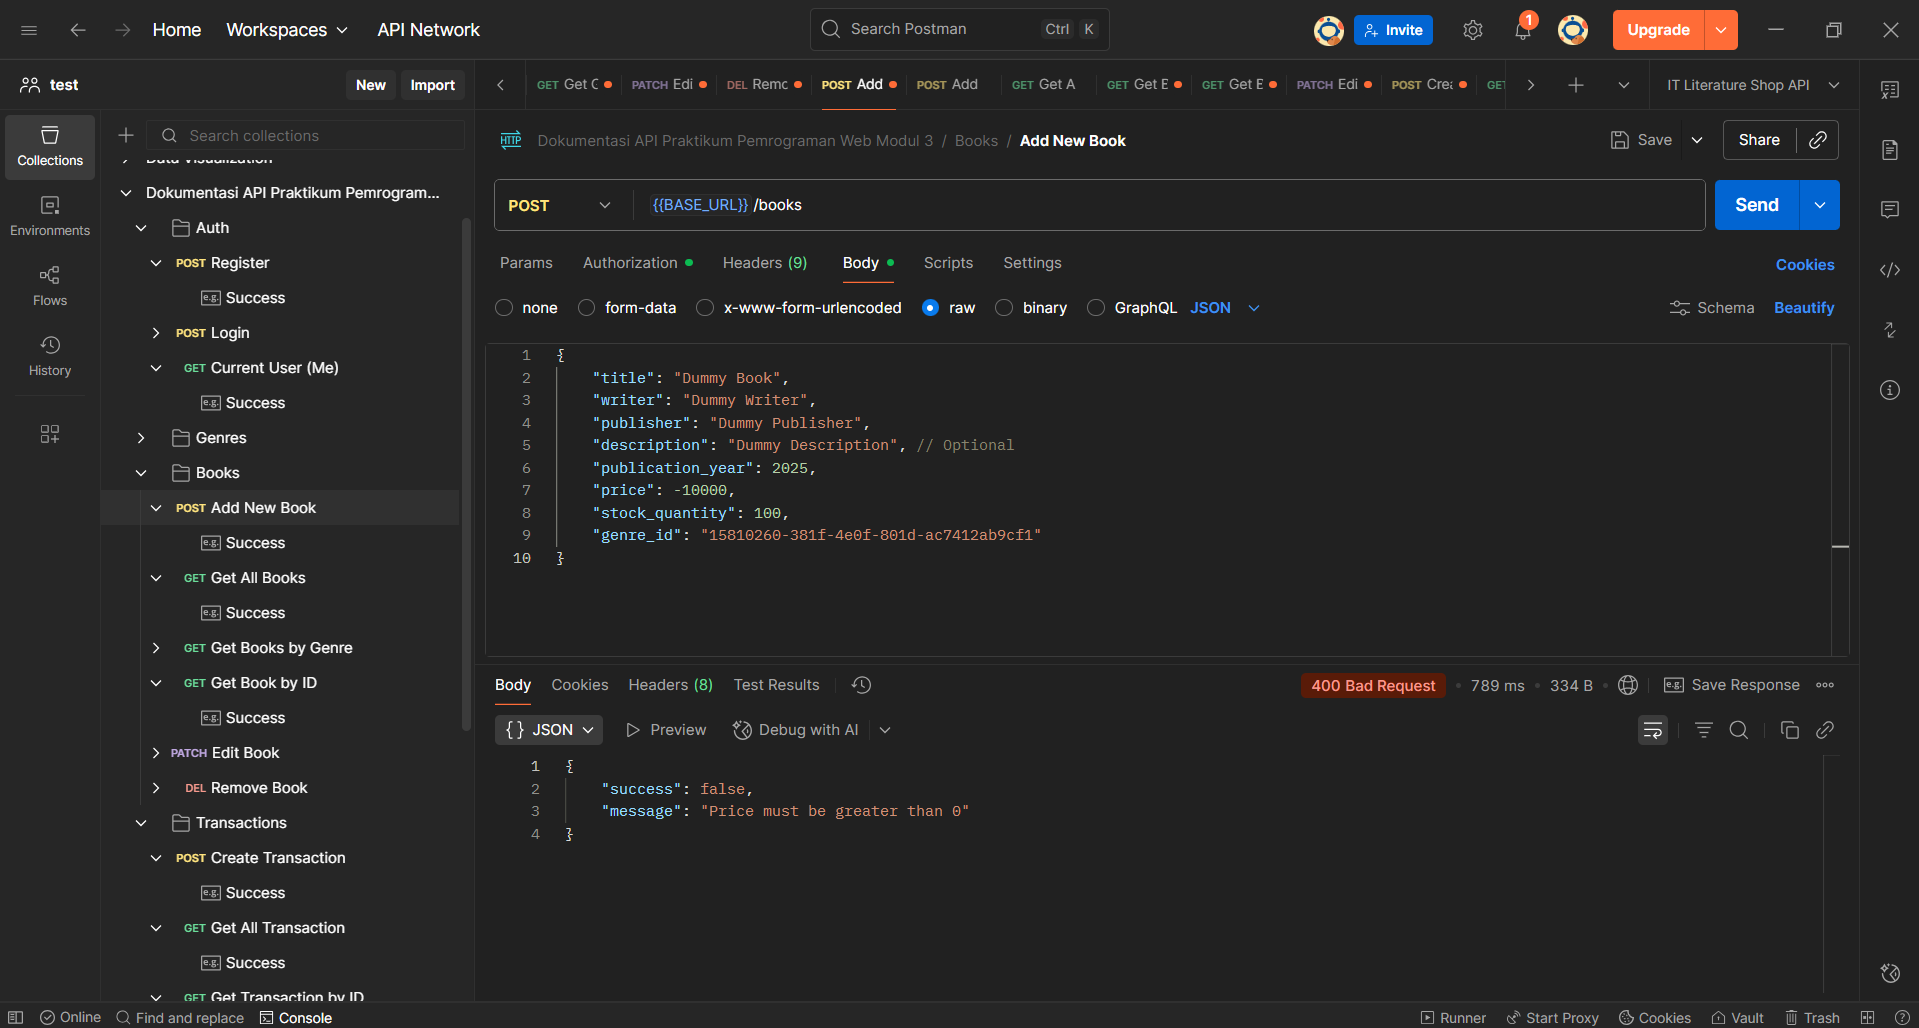 Home Workspaces API Network Search Postman Ctrl K Invite 1 Upgrade
test New Import GET Get C PATCH Edi DEL Remc POST Add POST Add GET Get A GET Get E GET Get E PATCH Edi POST Crea GET IT Literature Shop API
Collections
Environments
Flows
History
Search collections
Data Visualization
Dokumentasi API Praktikum Pemrogram...
Auth
POST Register
e.g. Success
POST Login
GET Current User (Me)
e.g. Success
Genres
Books
POST Add New Book
e.g. Success
GET Get All Books
e.g. Success
GET Get Books by Genre
GET Get Book by ID
e.g. Success
PATCH Edit Book
DEL Remove Book
Transactions
POST Create Transaction
e.g. Success
GET Get All Transaction
e.g. Success
GET Get Transaction by ID
HTTP Dokumentasi API Praktikum Pemrograman Web Modul 3 / Books / Add New Book Save Share
POST {{BASE_URL}} /books Send
Params Authorization Headers (9) Body Scripts Settings Cookies
none form-data x-www-form-urlencoded raw binary GraphQL JSON Schema Beautify
1 {
2 "title": "Dummy Book",
3 "writer": "Dummy Writer",
4 "publisher": "Dummy Publisher",
5 "description": "Dummy Description", // Optional
6 "publication_year": 2025,
7 "price": -10000,
8 "stock_quantity": 100,
9 "genre_id": "15810260-381f-4e0f-801d-ac7412ab9cf1"
10 }
Body Cookies Headers (8) Test Results 400 Bad Request 789 ms 334 B e.g. Save Response
{} JSON Preview Debug with AI
1 {
2 "success": false,
3 "message": "Price must be greater than 0"
4 }
Online Find and replace Console Runner Start Proxy Cookies Vault Trash